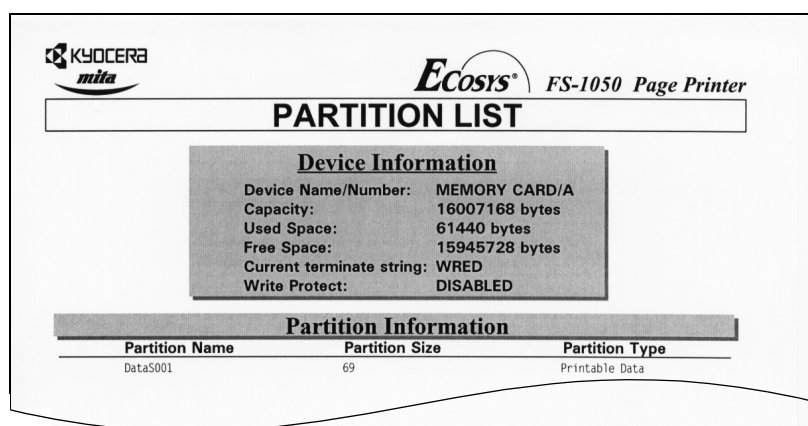 KYOCERA
mita
ECOSYS® FS-1050 Page Printer
PARTITION LIST
Device Information
Device Name/Number: MEMORY CARD/A
Capacity: 16007168 bytes
Used Space: 61440 bytes
Free Space: 15945728 bytes
Current terminate string: WRED
Write Protect: DISABLED
Partition Information
Partition Name Partition Size Partition Type
DataS001 69 Printable Data